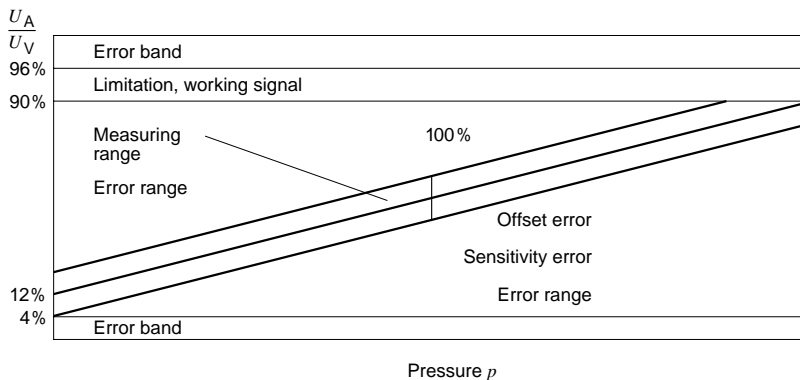 U_A
U_V
Error band
96%
Limitation, working signal
90%
Measuring
range
100%
Error range
Offset error
Sensitivity error
12%
Error range
4%
Error band
Pressure p